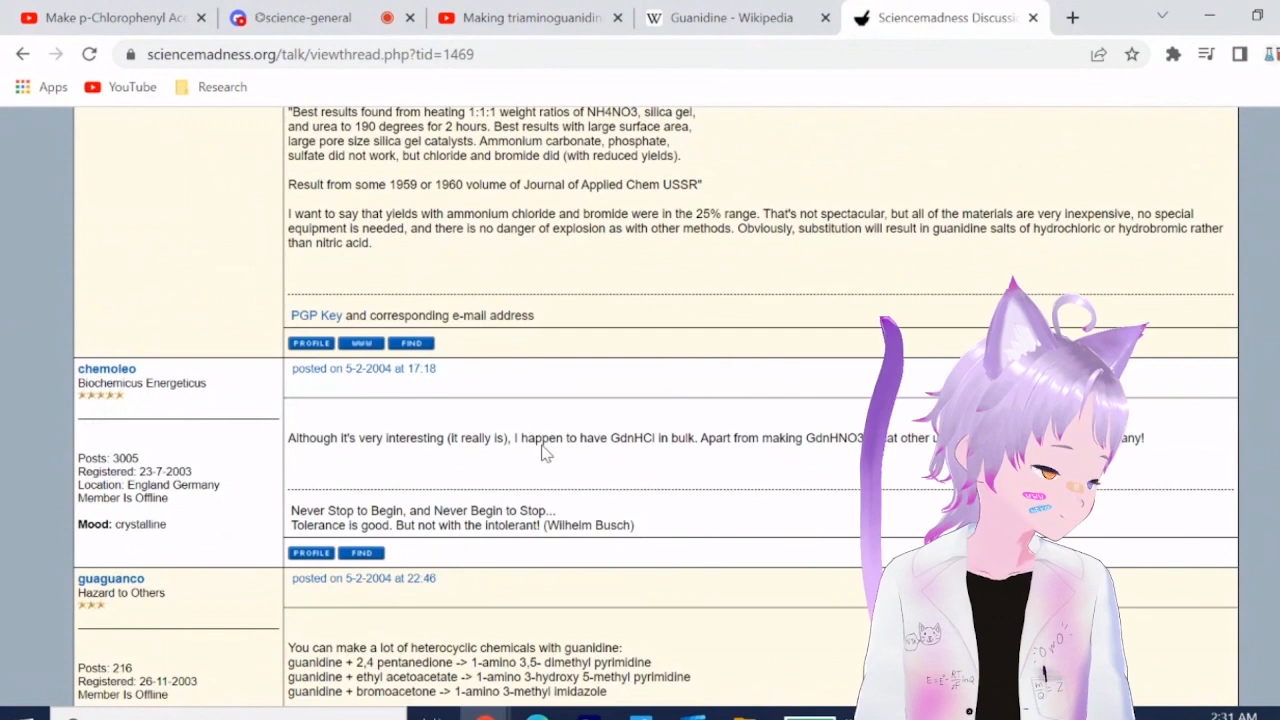 Make p-Chlorophenyl Ac
science-general
Making triaminoguanidin
Guanidine - Wikipedia
Sciencemadness Discussi
sciencemadness.org/talk/viewthread.php?tid=1469
Apps YouTube Research
"Best results found from heating 1:1:1 weight ratios of NH4NO3, silica gel,
and urea to 190 degrees for 2 hours. Best results with large surface area,
large pore size silica gel catalysts. Ammonium carbonate, phosphate,
sulfate did not work, but chloride and bromide did (with reduced yields).
Result from some 1959 or 1960 volume of Journal of Applied Chem USSR"
I want to say that yields with ammonium chloride and bromide were in the 25% range. That's not spectacular, but all of the materials are very inexpensive, no special
equipment is needed, and there is no danger of explosion as with other methods. Obviously, substitution will result in guanidine salts of hydrochloric or hydrobromic rather
than nitric acid.
PGP Key and corresponding e-mail address
PROFILE WWW FIND
chemoleo
Biochemicus Energeticus
Posts: 3005
Registered: 23-7-2003
Location: England Germany
Member Is Offline
Mood: crystalline
posted on 5-2-2004 at 17:18
Although it's very interesting (it really is), I happen to have GdnHCl in bulk. Apart from making GdnHNO3 at other any!
Never Stop to Begin, and Never Begin to Stop...
Tolerance is good. But not with the intolerant! (Wilhelm Busch)
PROFILE FIND
guaguanco
Hazard to Others
Posts: 216
Registered: 26-11-2003
Member Is Offline
posted on 5-2-2004 at 22:46
You can make a lot of heterocyclic chemicals with guanidine:
guanidine + 2,4 pentanedione -> 1-amino 3,5- dimethyl pyrimidine
guanidine + ethyl acetoacetate -> 1-amino 3-hydroxy 5-methyl pyrimidine
guanidine + bromoacetone -> 1-amino 3-methyl imidazole
2:31 AM